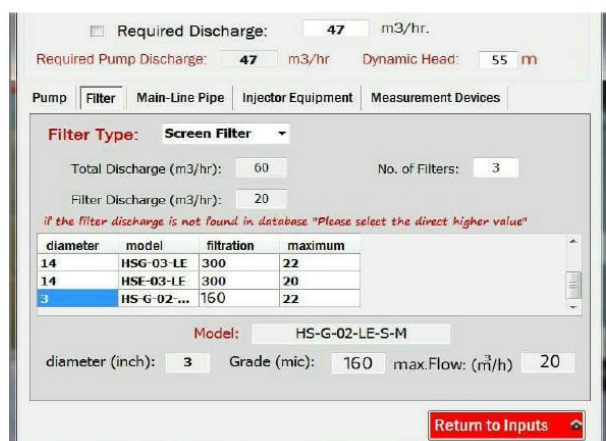 Required Discharge: 47 m3/hr.
Required Pump Discharge: 47 m3/hr Dynamic Head: 55 m
Pump Filter Main-Line Pipe Injector Equipment Measurement Devices
Filter Type: Screen Filter
Total Discharge (m3/hr): 60 No. of Filters: 3
Filter Discharge (m3/hr): 20
if the filter discharge is not found in database "Please select the direct higher value"
diameter model filtration maximum
14 HSG-03-LE 300 22
14 HSE-03-LE 300 20
3 HS-G-02-... 160 22
Model: HS-G-02-LE-S-M
diameter (inch): 3 Grade (mic): 160 max.Flow: (m³/h) 20
Return to Inputs